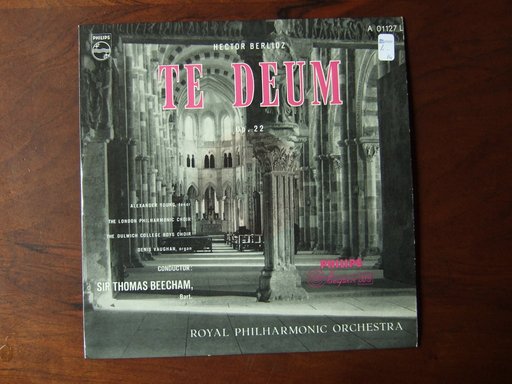 PHILIPS
A 01127 L
HECTOR BERLIOZ
TE DEUM
Op. 22
ALEXANDER YOUNG, tenor
THE LONDON PHILHARMONIC CHOIR
THE DULWICH COLLEGE BOYS CHOIR
DENIS VAUGHAN, organ
CONDUCTOR:
SIR THOMAS BEECHAM,
Bart.
PHILIPS
ROYAL PHILHARMONIC ORCHESTRA